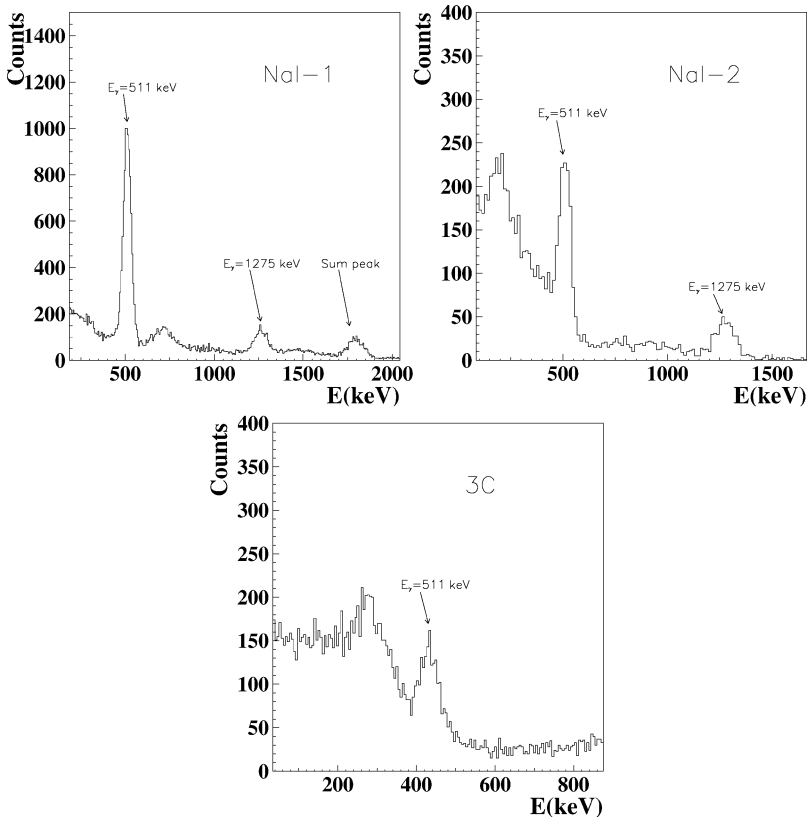 Counts
1400
1200
1000
800
600
400
200
0
NaI-1
Eγ=511 keV
Eγ=1275 keV
Sum peak
500 1000 1500 2000
E(keV)
Counts
400
350
300
250
200
150
100
50
0
NaI-2
Eγ=511 keV
Eγ=1275 keV
500 1000 1500
E(keV)
Counts
400
350
300
250
200
150
100
50
0
3C
Eγ=511 keV
200 400 600 800
E(keV)